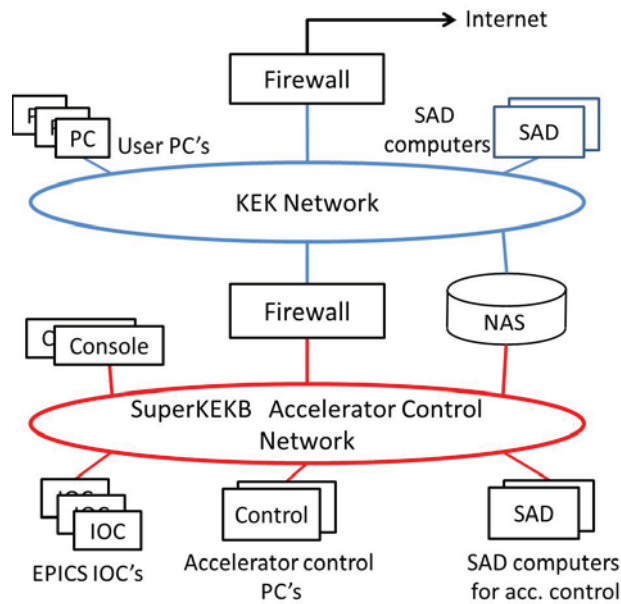 Internet
Firewall
PC
User PC's
SAD
computers
SAD
KEK Network
Firewall
NAS
Console
SuperKEKB Accelerator Control
Network
IOC
EPICS IOC's
Control
Accelerator control
PC's
SAD
SAD computers
for acc. control